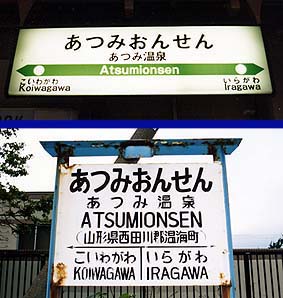 あつみおんせん
あつみ温泉
Atsumionsen
こいわがわ いらがわ
Koiwagawa Iragawa
あつみおんせん
あつみ温泉
ATSUMIONSEN
(山形県西田川郡温海町)
こいわがわ いらがわ
KOIWAGAWA IRAGAWA